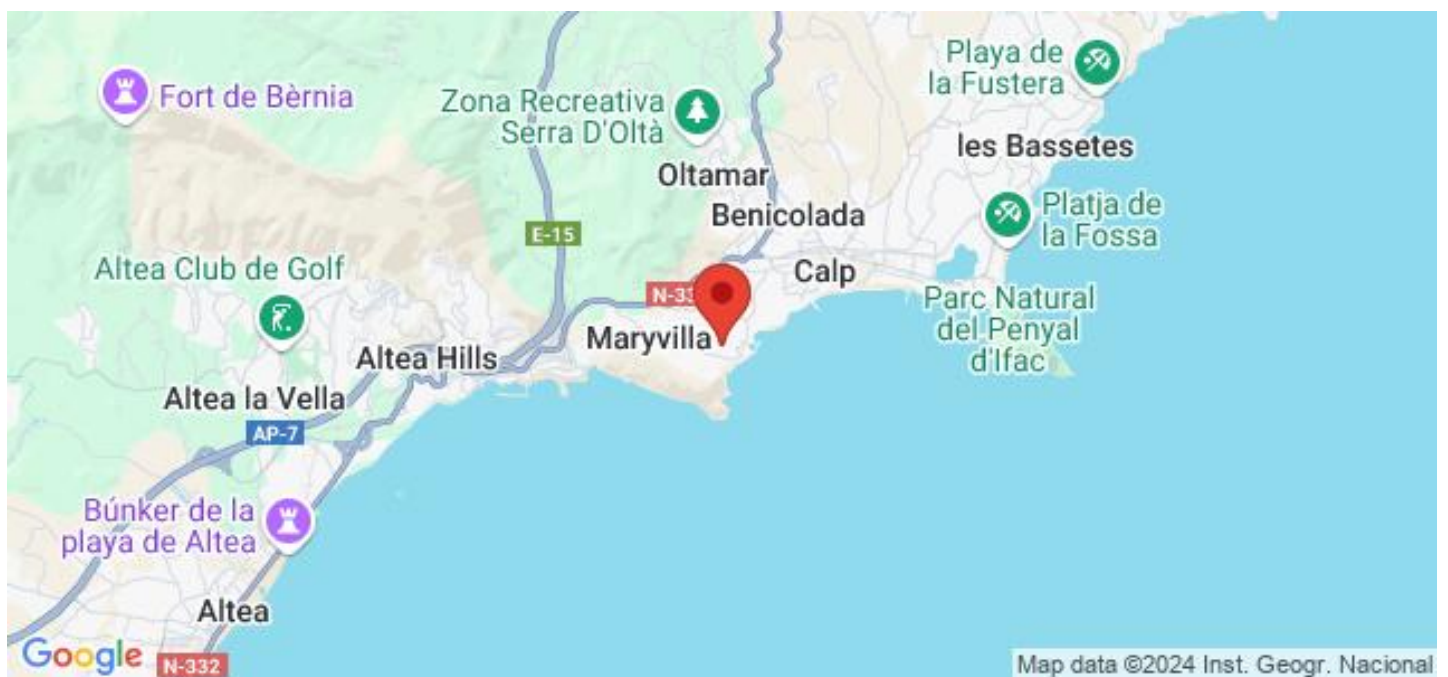 Playa de
la Fustera
Fort de Bèrnia
Zona Recreativa
Serra D'Oltà
les Bassetes
Oltamar
Benicolada
Platja de
la Fossa
E-15
Altea Club de Golf
Calp
N-33
Parc Natural
del Penyal
d'Ifac
Maryvilla
Altea Hills
Altea la Vella
AP-7
Búnker de la
playa de Altea
Altea
Google
N-332
Map data ©2024 Inst. Geogr. Nacional